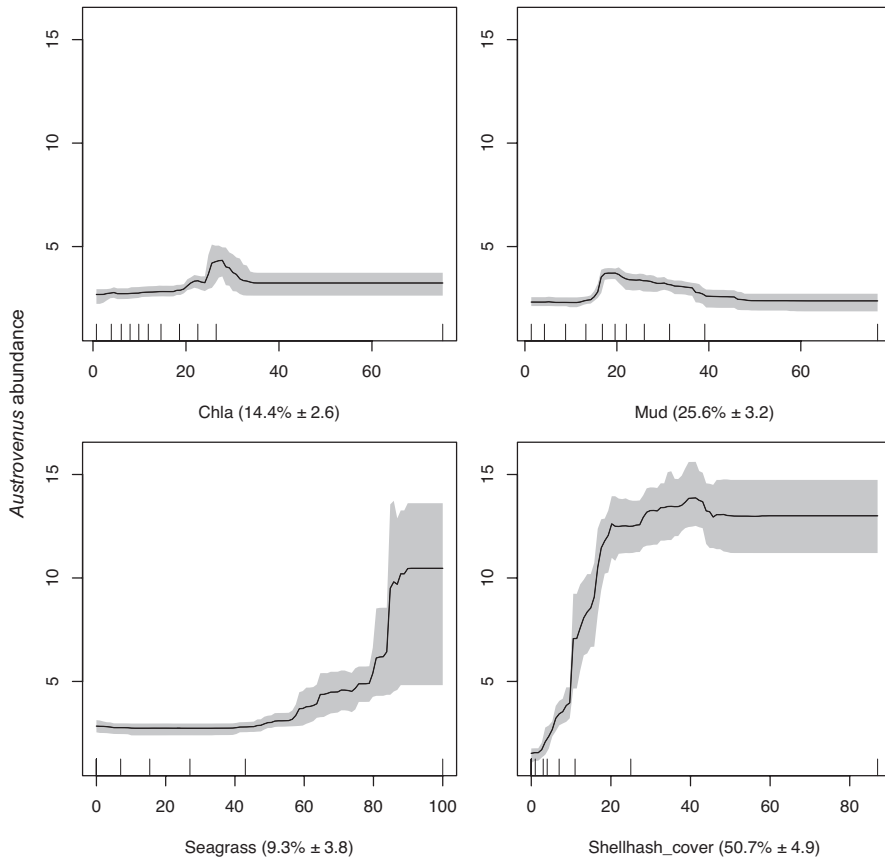 Austrovenus abundance
15
10
5
0 20 40 60
Chla (14.4% ± 2.6)
0 20 40 60
Mud (25.6% ± 3.2)
15
10
5
0 20 40 60 80 100
Seagrass (9.3% ± 3.8)
15
10
5
0 20 40 60 80
Shellhash_cover (50.7% ± 4.9)
15
10
5